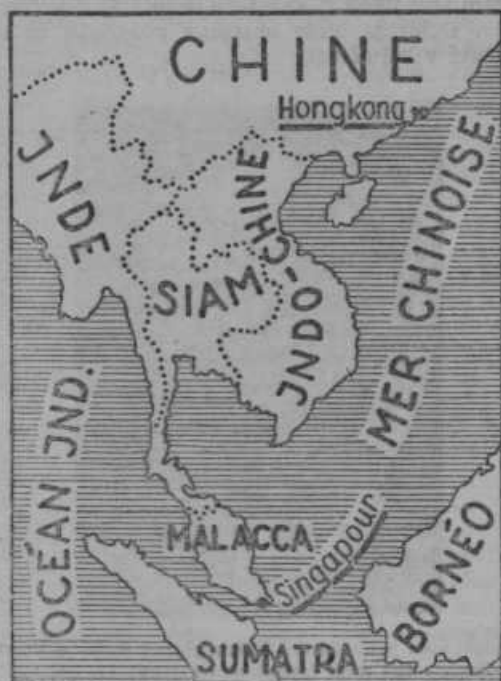 CHINE
Hongkong
JNDE
JNDO-CHINE
SIAM
MER CHINOISE
OCÉAN JND.
MALACCA
Singapour
BORNÉO
SUMATRA